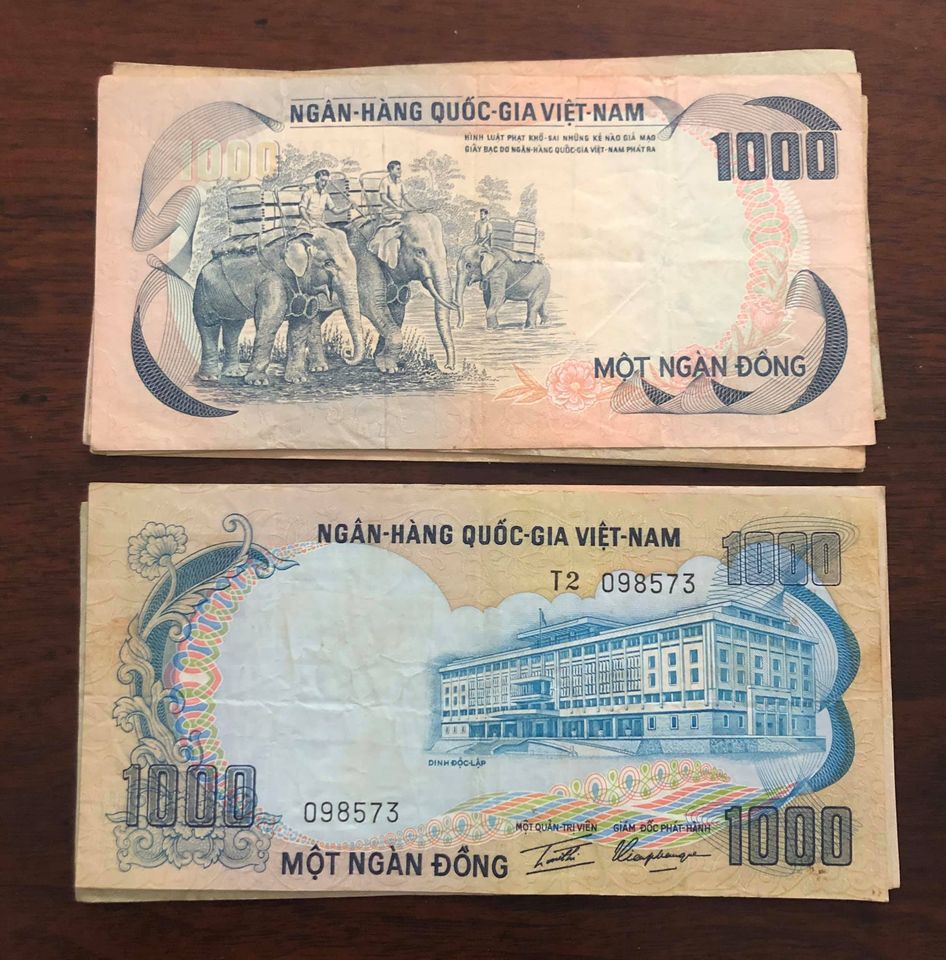 NGÂN-HÀNG QUỐC-GIA VIỆT-NAM
HÌNH LUẬT PHẠT KHỔ-SAI NHỮNG KẺ NÀO GIẢ MẠO
GIẤY BẠC DO NGÂN-HÀNG QUỐC-GIA VIỆT-NAM PHÁT RA
1000
1000
MỘT NGÀN ĐỒNG
NGÂN-HÀNG QUỐC-GIA VIỆT-NAM
1000
T2 098573
DINH ĐỘC-LẬP
1000
098573
MỘT QUẢN-TRỊ VIÊN GIÁM ĐỐC PHÁT-HÀNH
1000
MỘT NGÀN ĐỒNG